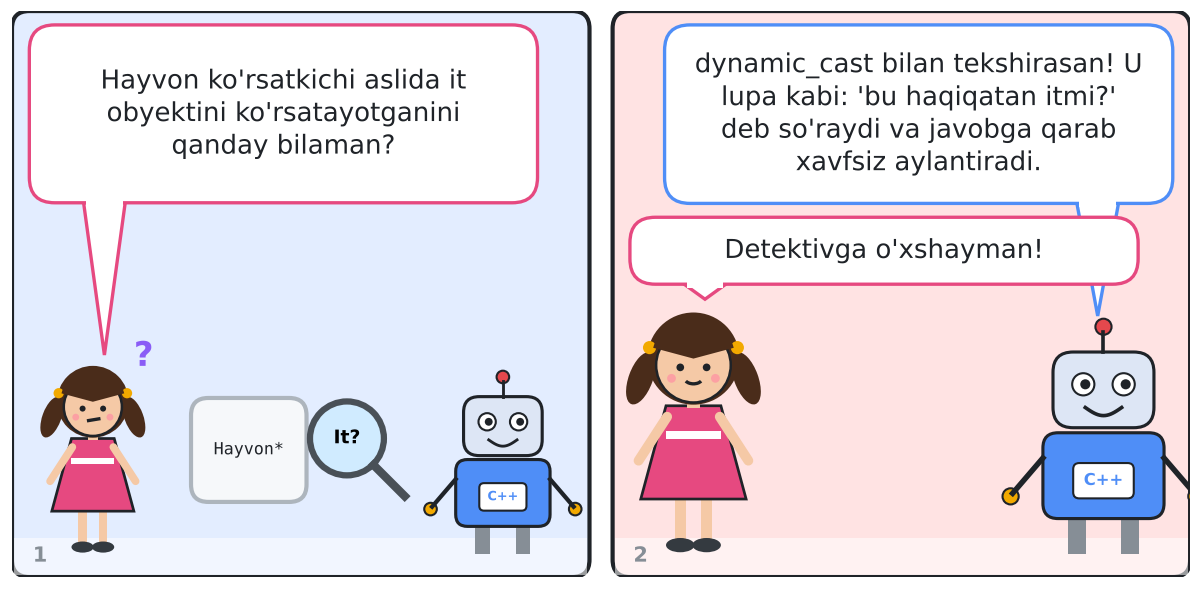 Hayvon ko'rsatkichi aslida it
obyektini ko'rsatayotganini
qanday bilaman?
?
Hayvon*
It?
C++
1
dynamic_cast bilan tekshirasan! U
lupa kabi: 'bu haqiqatan itmi?'
deb so'raydi va javobga qarab
xavfsiz aylantiradi.
Detektivga o'xshayman!
C++
2